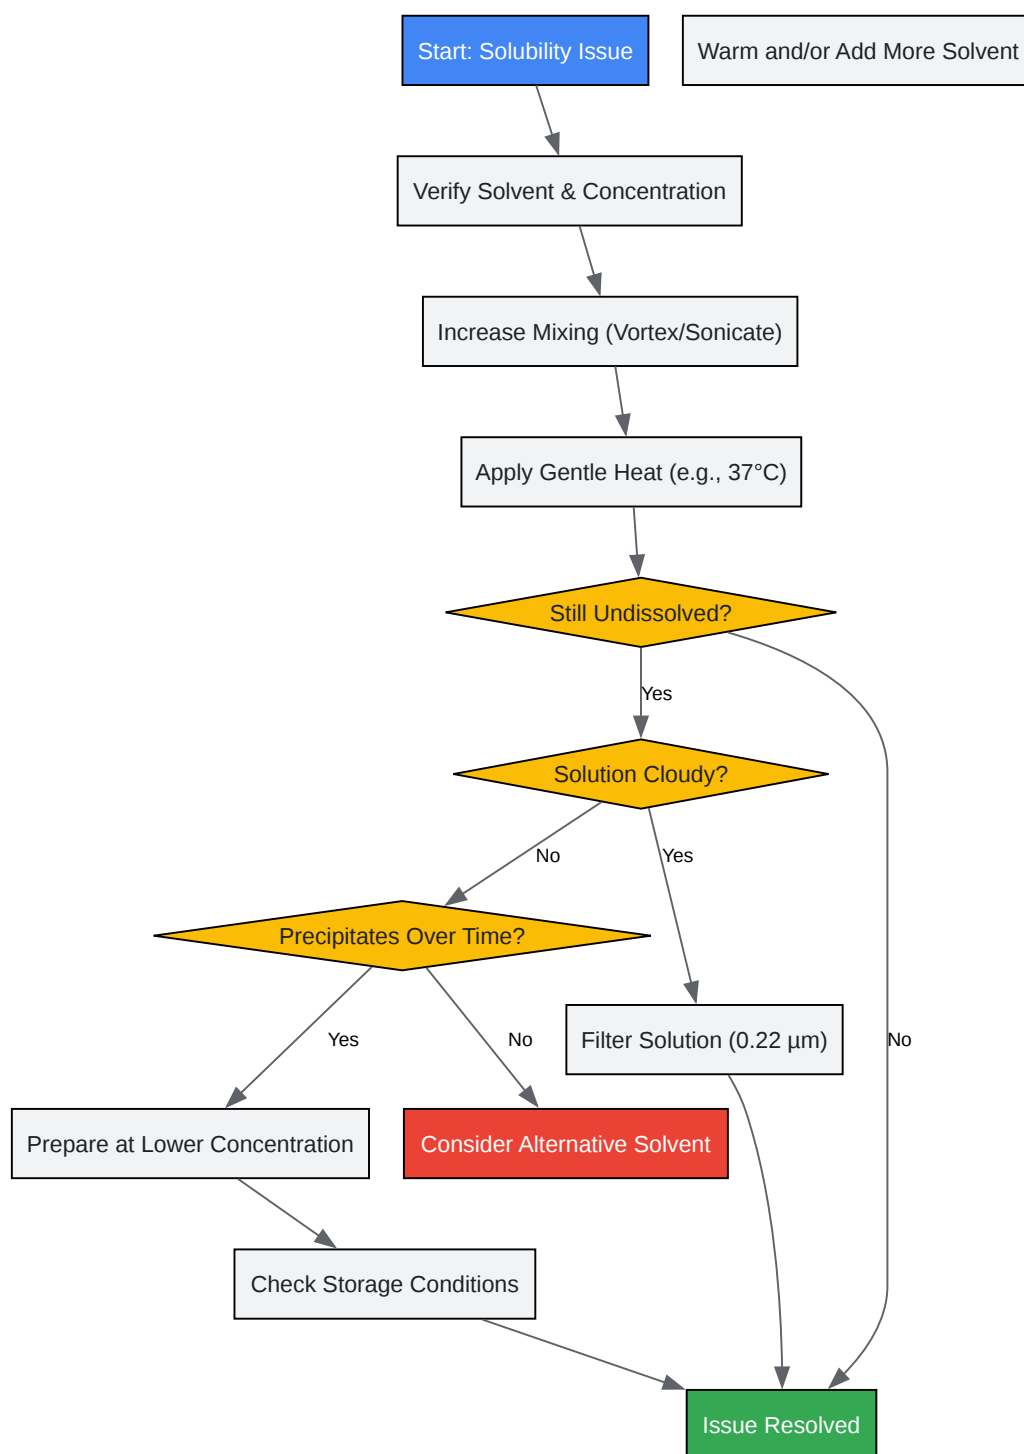 Start: Solubility Issue
Warm and/or Add More Solvent
Verify Solvent & Concentration
Increase Mixing (Vortex/Sonicate)
Apply Gentle Heat (e.g., 37°C)
Still Undissolved?
Yes
Solution Cloudy?
No
Yes
Precipitates Over Time?
Yes
No
Filter Solution (0.22 µm)
No
Prepare at Lower Concentration
Consider Alternative Solvent
Check Storage Conditions
Issue Resolved